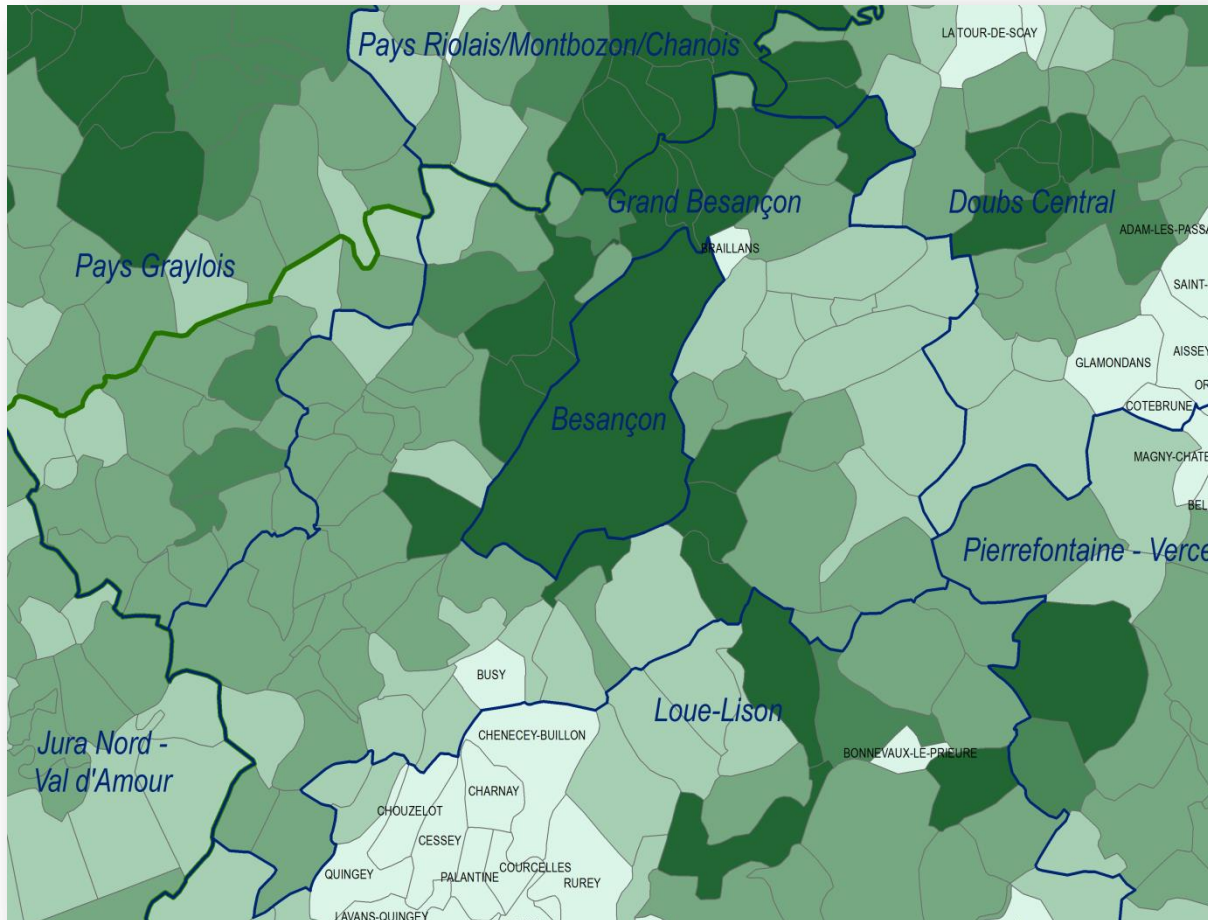 LA TOUR-DE-SCAY
Pays Riolais/Montbozon/Chanois
Grand Besançon
Doubs Central
ADAM-LES-PASSA
BRAILLANS
Pays Graylois
SAINT-
AISSEY
GLAMONDANS
OR
COTEBRUNE
Besançon
MAGNY-CHATE
BEL
Pierrefontaine - Verce
BUSY
Loue-Lison
CHENECEY-BUILLON
Jura Nord -
Val d'Amour
BONNEVAUX-LE-PRIEURE
CHARNAY
CHOUZELOT
CESSEY
COURCELLES
QUINGEY
PALANTINE
RUREY
LAVANS-QUINGEY